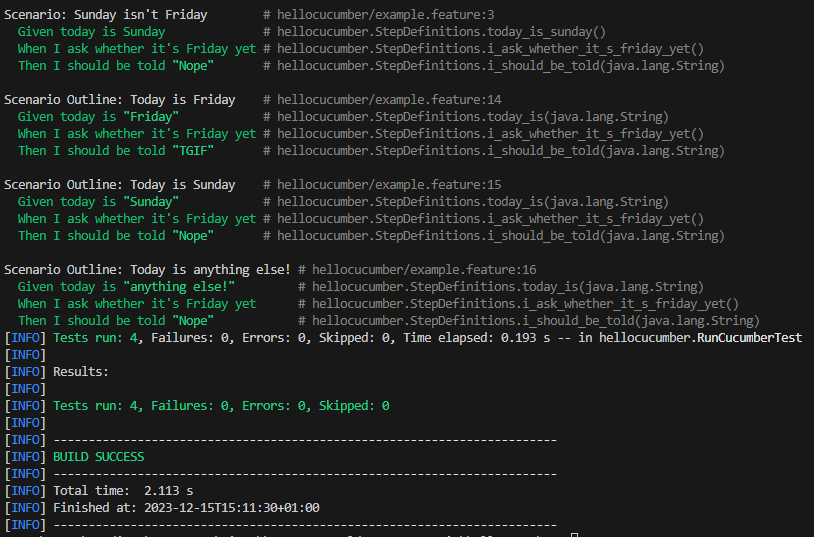 Scenario: Sunday isn't Friday # hellocucumber/example.feature:3
Given today is Sunday # hellocucumber.StepDefinitions.today_is_sunday()
When I ask whether it's Friday yet # hellocucumber.StepDefinitions.i_ask_whether_it_s_friday_yet()
Then I should be told "Nope" # hellocucumber.StepDefinitions.i_should_be_told(java.lang.String)
Scenario Outline: Today is Friday # hellocucumber/example.feature:14
Given today is "Friday" # hellocucumber.StepDefinitions.today_is(java.lang.String)
When I ask whether it's Friday yet # hellocucumber.StepDefinitions.i_ask_whether_it_s_friday_yet()
Then I should be told "TGIF" # hellocucumber.StepDefinitions.i_should_be_told(java.lang.String)
Scenario Outline: Today is Sunday # hellocucumber/example.feature:15
Given today is "Sunday" # hellocucumber.StepDefinitions.today_is(java.lang.String)
When I ask whether it's Friday yet # hellocucumber.StepDefinitions.i_ask_whether_it_s_friday_yet()
Then I should be told "Nope" # hellocucumber.StepDefinitions.i_should_be_told(java.lang.String)
Scenario Outline: Today is anything else! # hellocucumber/example.feature:16
Given today is "anything else!" # hellocucumber.StepDefinitions.today_is(java.lang.String)
When I ask whether it's Friday yet # hellocucumber.StepDefinitions.i_ask_whether_it_s_friday_yet()
Then I should be told "Nope" # hellocucumber.StepDefinitions.i_should_be_told(java.lang.String)
[INFO] Tests run: 4, Failures: 0, Errors: 0, Skipped: 0, Time elapsed: 0.193 s -- in hellocucumber.RunCucumberTest
[INFO]
[INFO] Results:
[INFO]
[INFO] Tests run: 4, Failures: 0, Errors: 0, Skipped: 0
[INFO]
[INFO] ------------------------------------------------------------------------
[INFO] BUILD SUCCESS
[INFO] ------------------------------------------------------------------------
[INFO] Total time: 2.113 s
[INFO] Finished at: 2023-12-15T15:11:30+01:00
[INFO] ------------------------------------------------------------------------